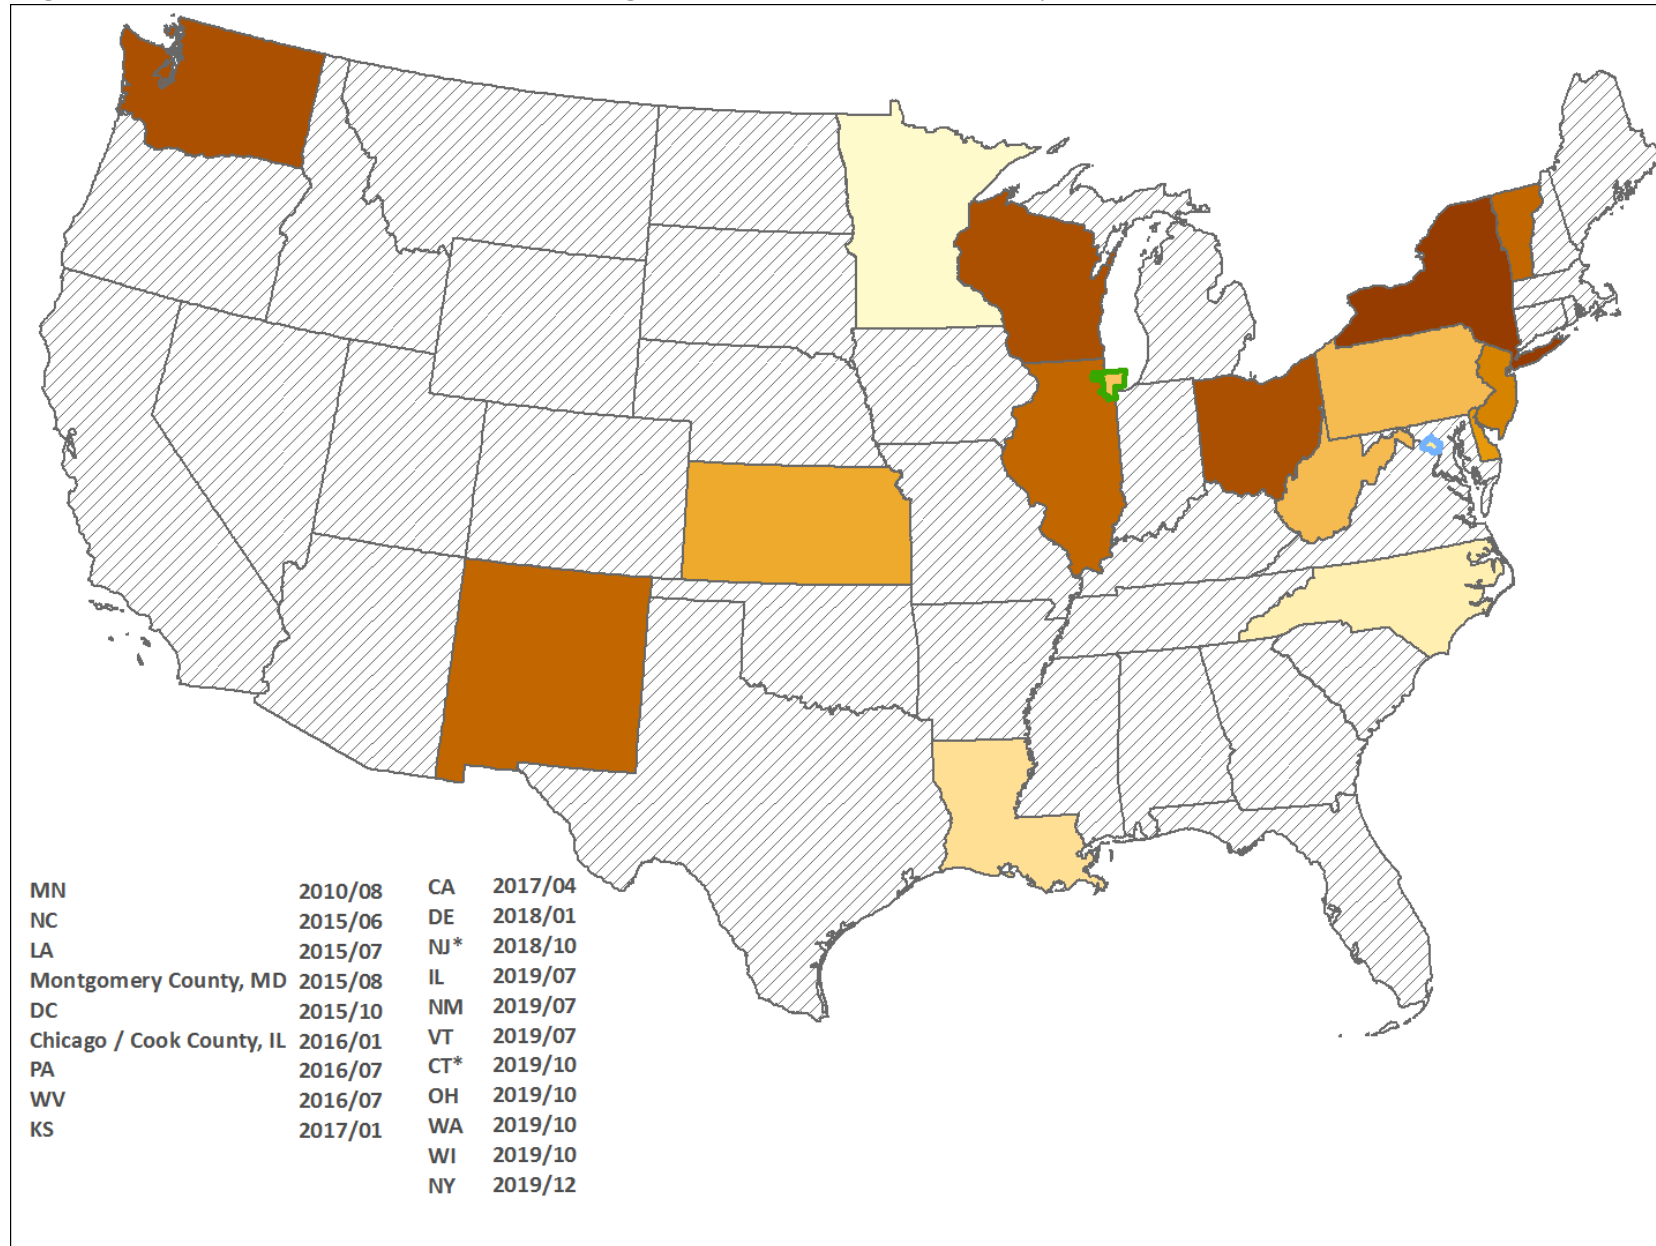 MN 2010/08
NC 2015/06
LA 2015/07
Montgomery County, MD 2015/08
DC 2015/10
Chicago / Cook County, IL 2016/01
PA 2016/07
WV 2016/07
KS 2017/01
CA 2017/04
DE 2018/01
NJ* 2018/10
IL 2019/07
NM 2019/07
VT 2019/07
CT* 2019/10
OH 2019/10
WA 2019/10
WI 2019/10
NY 2019/12